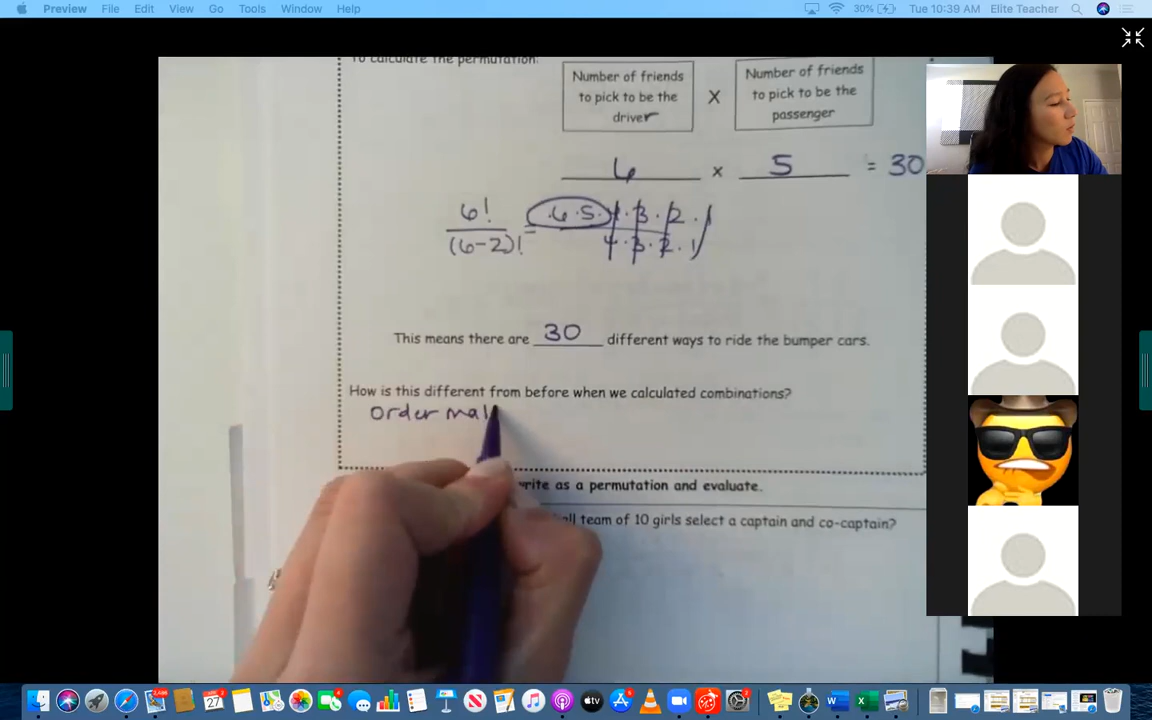 Preview File Edit View Go Tools Window Help 30% Tue 10:39 AM Elite Teacher
To calculate the permutation:
Number of friends to pick to be the driver
X
Number of friends to pick to be the passenger
6 x 5 = 30
6! / (6-2)! = 6·5·4·3·2·1 / 4·3·2·1
This means there are 30 different ways to ride the bumper cars.
How is this different from before when we calculated combinations?
Order mat
write as a permutation and evaluate.
team of 10 girls select a captain and co-captain?